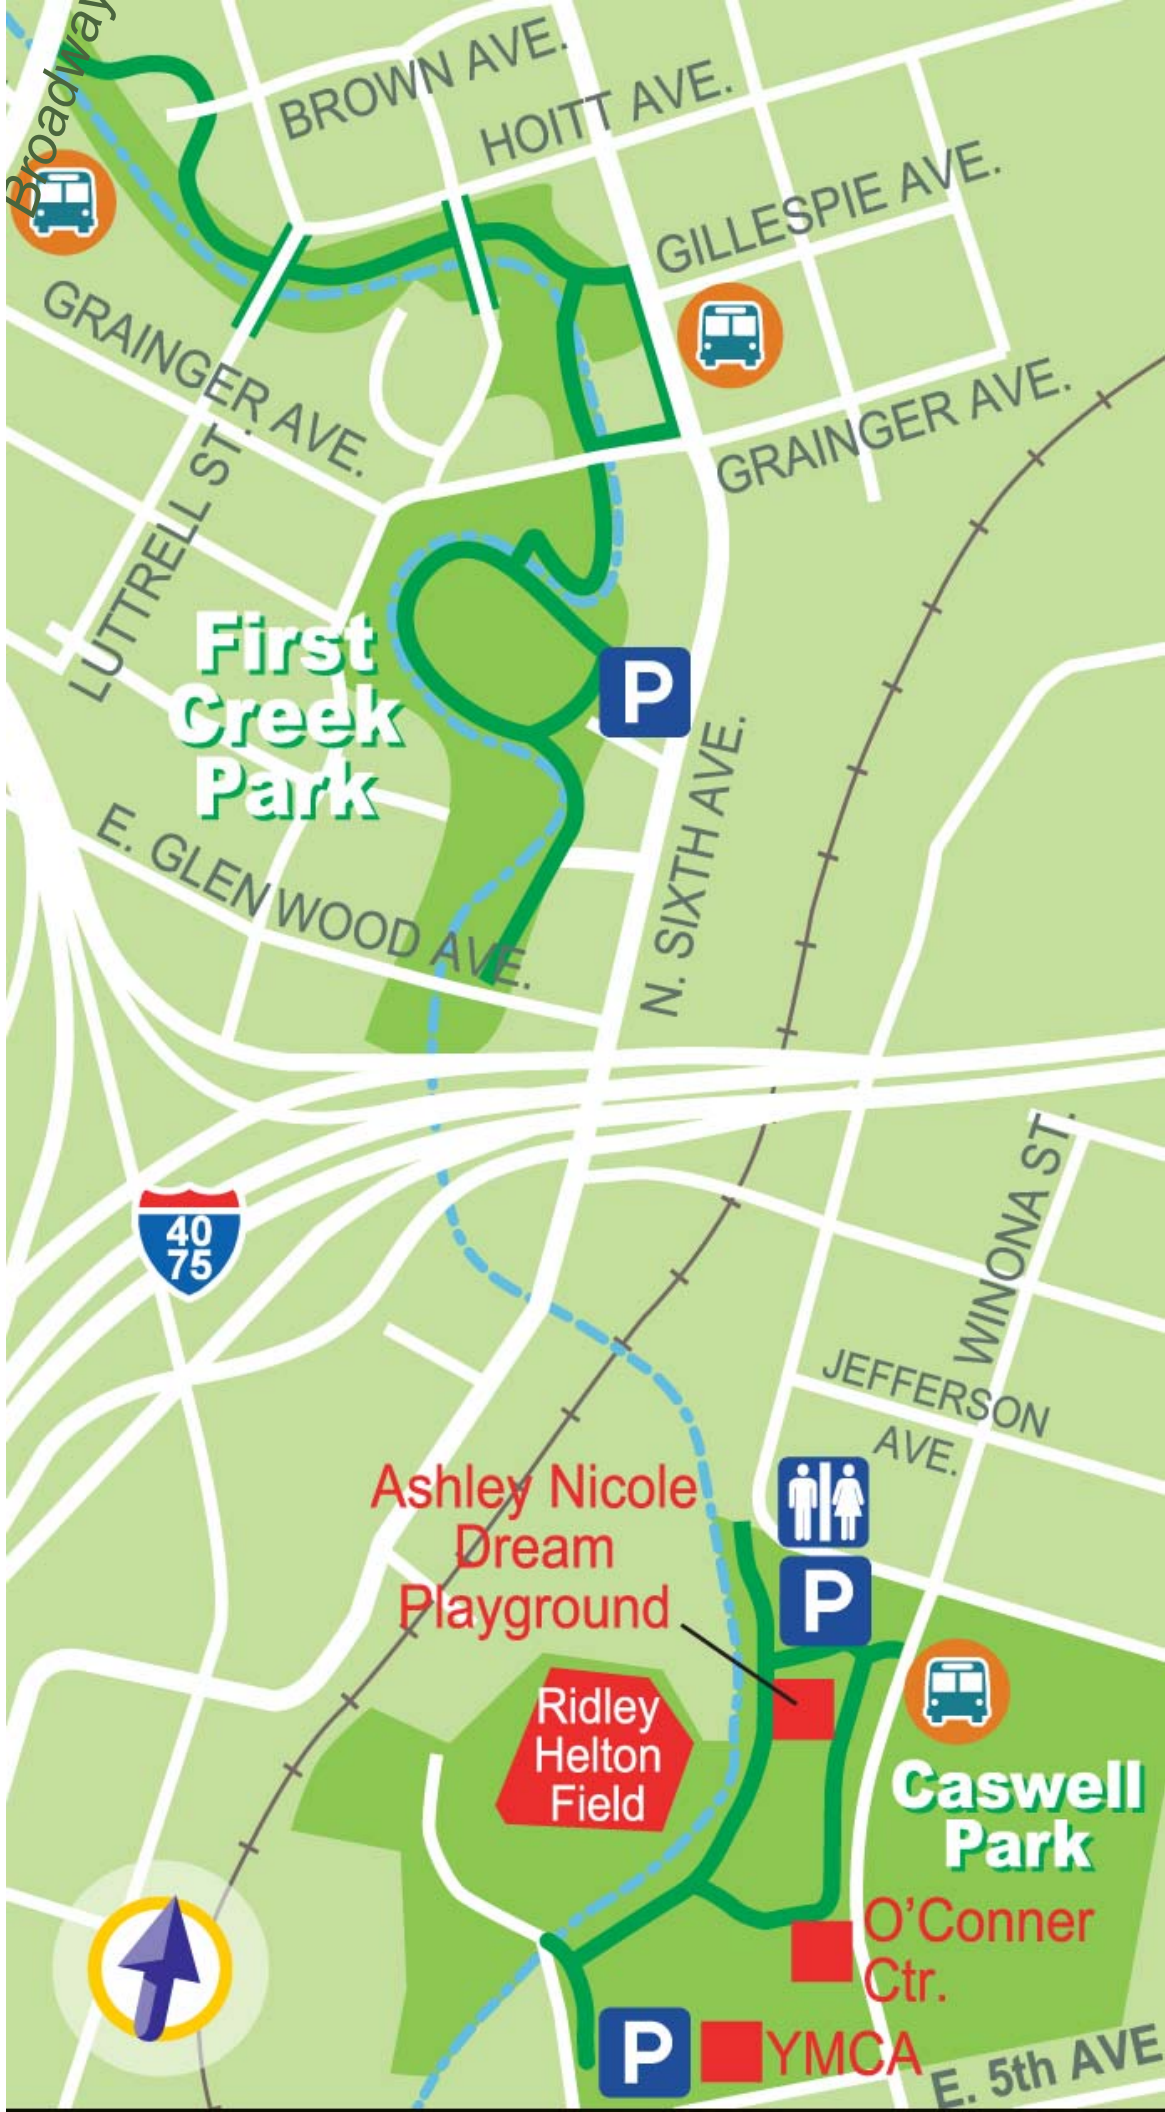 Broadway
BROWN AVE.
HOITT AVE.
GILLESPIE AVE.
GRAINGER AVE.
GRAINGER AVE.
LUTTRELL ST.
First
Creek
Park
P
N. SIXTH AVE.
E. GLENWOOD AVE.
40
75
WINONA ST.
JEFFERSON
AVE.
Ashley Nicole
Dream
Playground
P
Ridley
Helton
Field
Caswell
Park
O'Conner
Ctr.
P
YMCA
E. 5th AVE